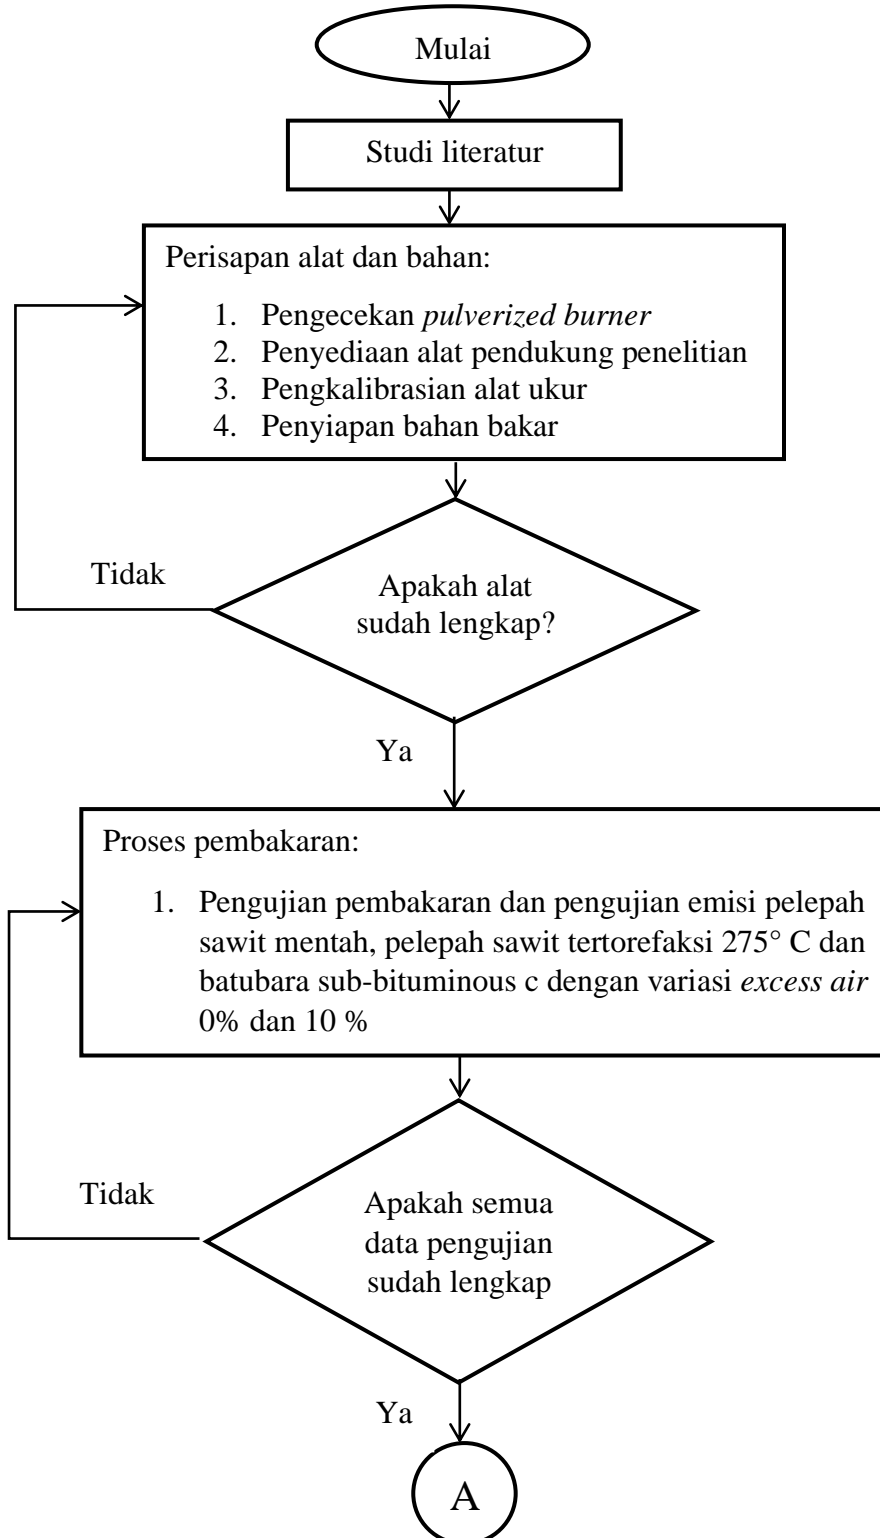 Mulai
Studi literatur
Perisapan alat dan bahan:
1. Pengecekan pulverized burner
2. Penyediaan alat pendukung penelitian
3. Pengkalibrasian alat ukur
4. Penyiapan bahan bakar
Tidak
Apakah alat
sudah lengkap?
Ya
Proses pembakaran:
1. Pengujian pembakaran dan pengujian emisi pelepah
sawit mentah, pelepah sawit tertorefaksi 275° C dan
batubara sub-bituminous c dengan variasi excess air
0% dan 10 %
Tidak
Apakah semua
data pengujian
sudah lengkap
Ya
A